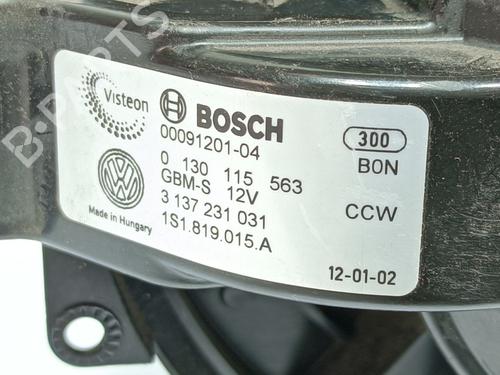 Visteon
BOSCH
00091201-04
300
0 130 115 563
B0N
GBM-S 12V
3 137 231 031
CCW
Made in Hungary
1S1.819.015.A
12-01-02
B-PARTS